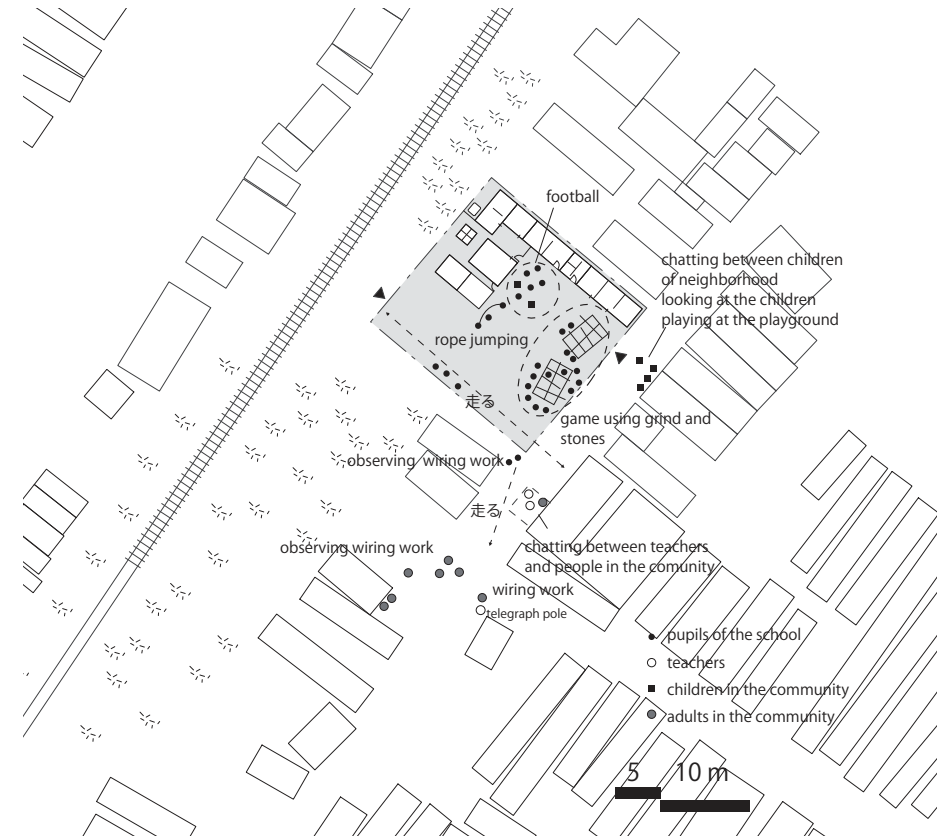 football
chatting between children
of neighborhood
looking at the children
playing at the playground
rope jumping
走る
game using grind and
stones
observing wiring work
走る
observing wiring work
chatting between teachers
and people in the comunity
wiring work
telegraph pole
pupils of the school
teachers
children in the community
adults in the community
5 10 m